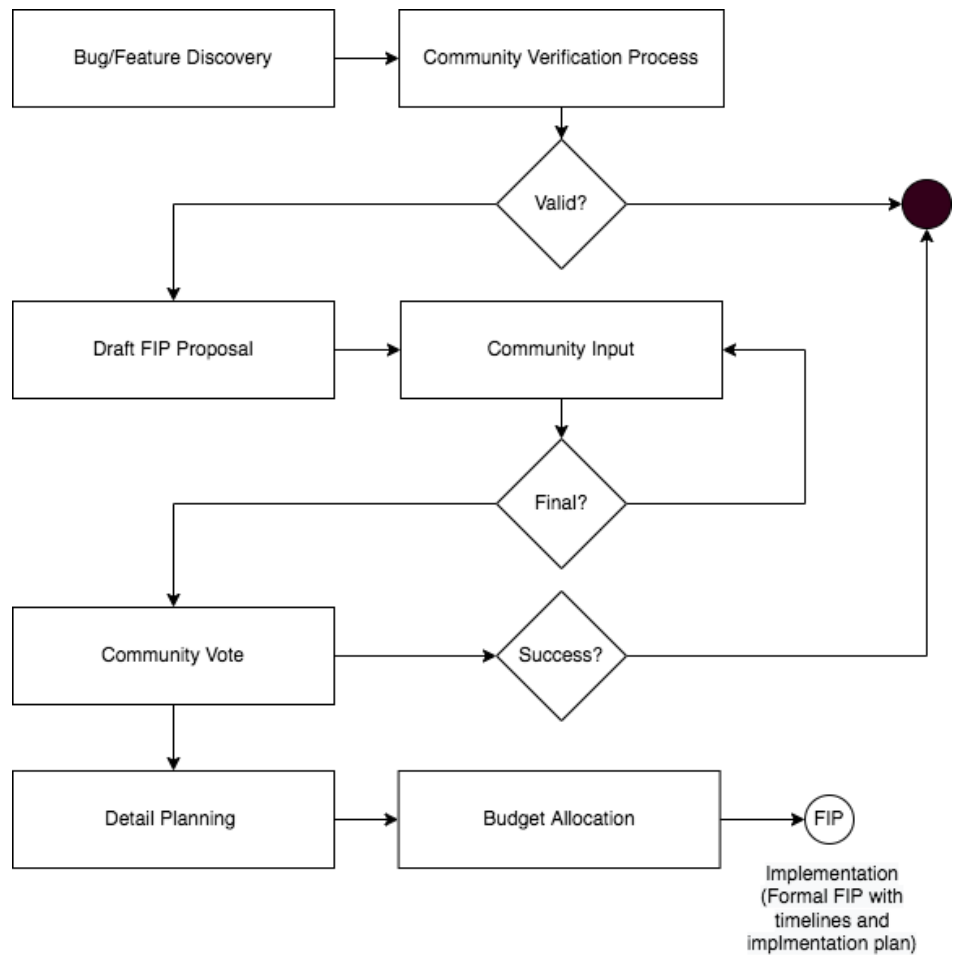 Bug/Feature Discovery
Community Verification Process
Valid?
Draft FIP Proposal
Community Input
Final?
Community Vote
Success?
Detail Planning
Budget Allocation
FIP
Implementation
(Formal FIP with
timelines and
implmentation plan)